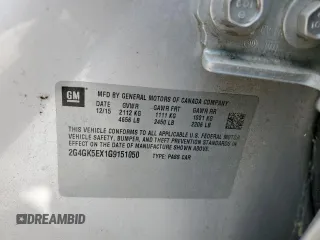 GM
MFD BY GENERAL MOTORS OF CANADA COMPANY
DATE GVWR GAWR FRT GAWR RR
12/15 2112 KG 1111 KG 1001 KG
4656 LB 2450 LB 2206 LB
THIS VEHICLE CONFORMS TO ALL APPLICABLE U.S. FEDERAL MOTOR
VEHICLE SAFETY, BUMPER, AND THEFT PREVENTION STANDARDS
IN EFFECT ON THE DATE OF MANUFACTURE SHOWN ABOVE.
2G4GK5EX1G9151050 TYPE: PASS CAR
AUTOBIDMASTER